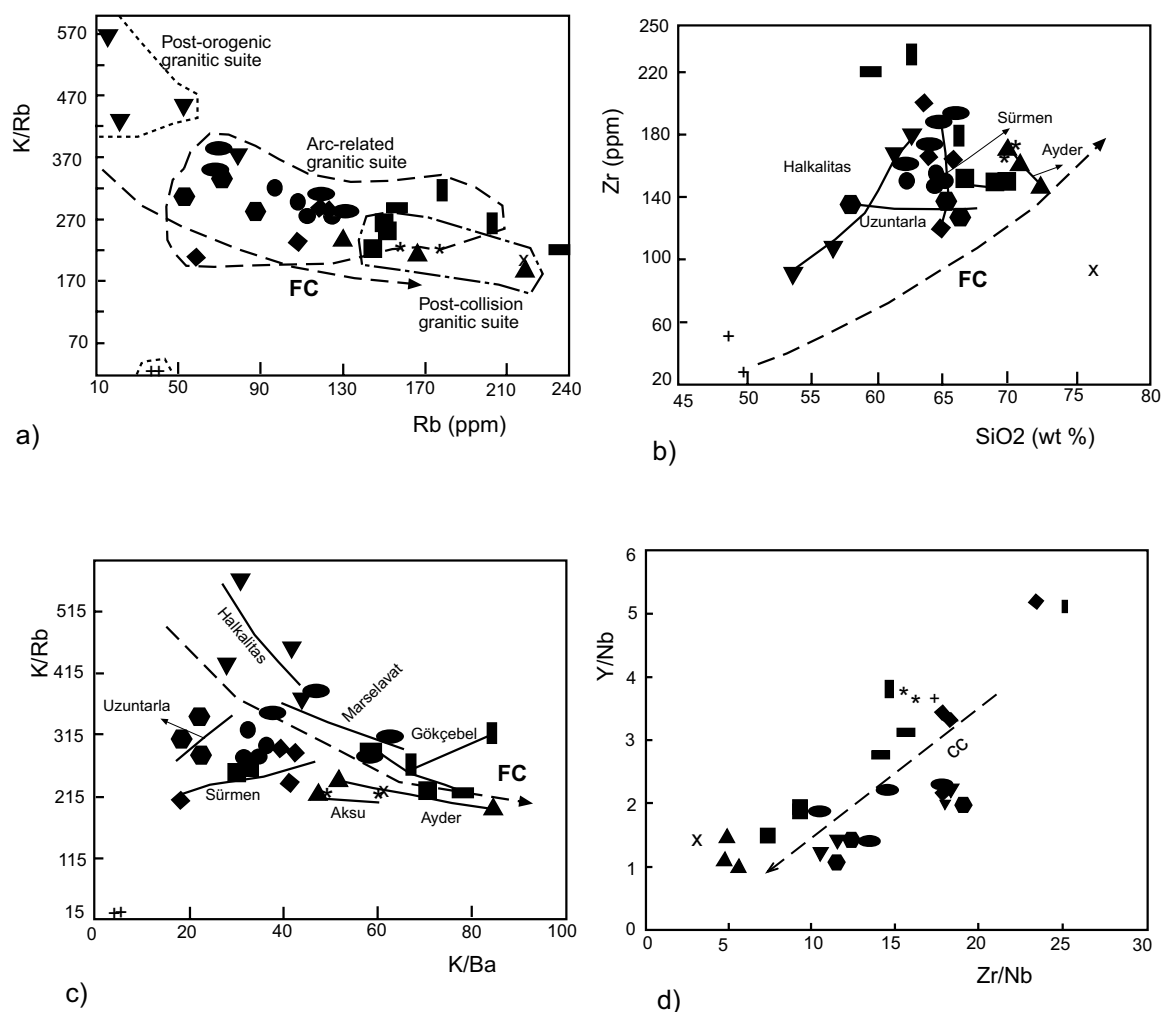 570
470
370
270
170
70
K/Rb
10
50
90
130
170
210
240
Rb (ppm)
Post-orogenic
granitic suite
Arc-related
granitic suite
FC
Post-collision
granitic suite
x
a)
250
220
180
140
100
60
20
Zr (ppm)
45
50
55
60
65
70
75
80
SiO2 (wt %)
Halkalitas
Sürmen
Ayder
Uzuntarla
FC
x
b)
515
415
315
215
115
15
K/Rb
0
20
40
60
80
100
K/Ba
Halkalitas
Marselavat
Uzuntarla
Gökçebel
FC
Sürmen
Aksu
Ayder
x
c)
6
5
4
3
2
1
0
Y/Nb
0
5
10
15
20
25
30
Zr/Nb
CC
x
d)